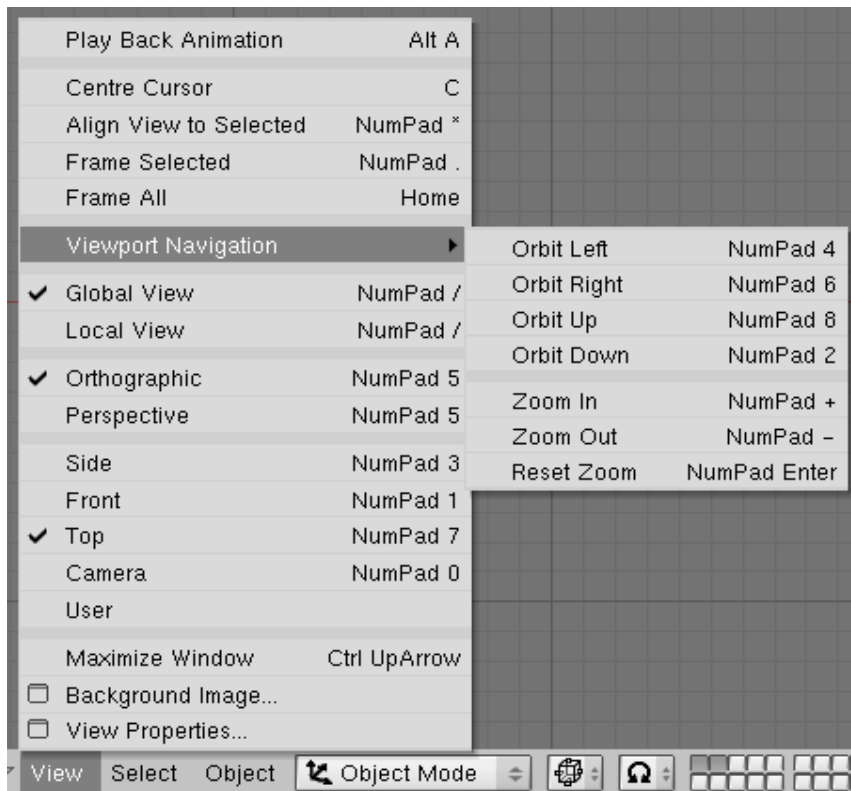 Play Back Animation Alt A
Centre Cursor C
Align View to Selected NumPad *
Frame Selected NumPad .
Frame All Home
Viewport Navigation
Global View NumPad /
Local View NumPad /
Orthographic NumPad 5
Perspective NumPad 5
Side NumPad 3
Front NumPad 1
Top NumPad 7
Camera NumPad 0
User
Maximize Window Ctrl UpArrow
Background Image...
View Properties...
Orbit Left NumPad 4
Orbit Right NumPad 6
Orbit Up NumPad 8
Orbit Down NumPad 2
Zoom In NumPad +
Zoom Out NumPad -
Reset Zoom NumPad Enter
View Select Object Object Mode